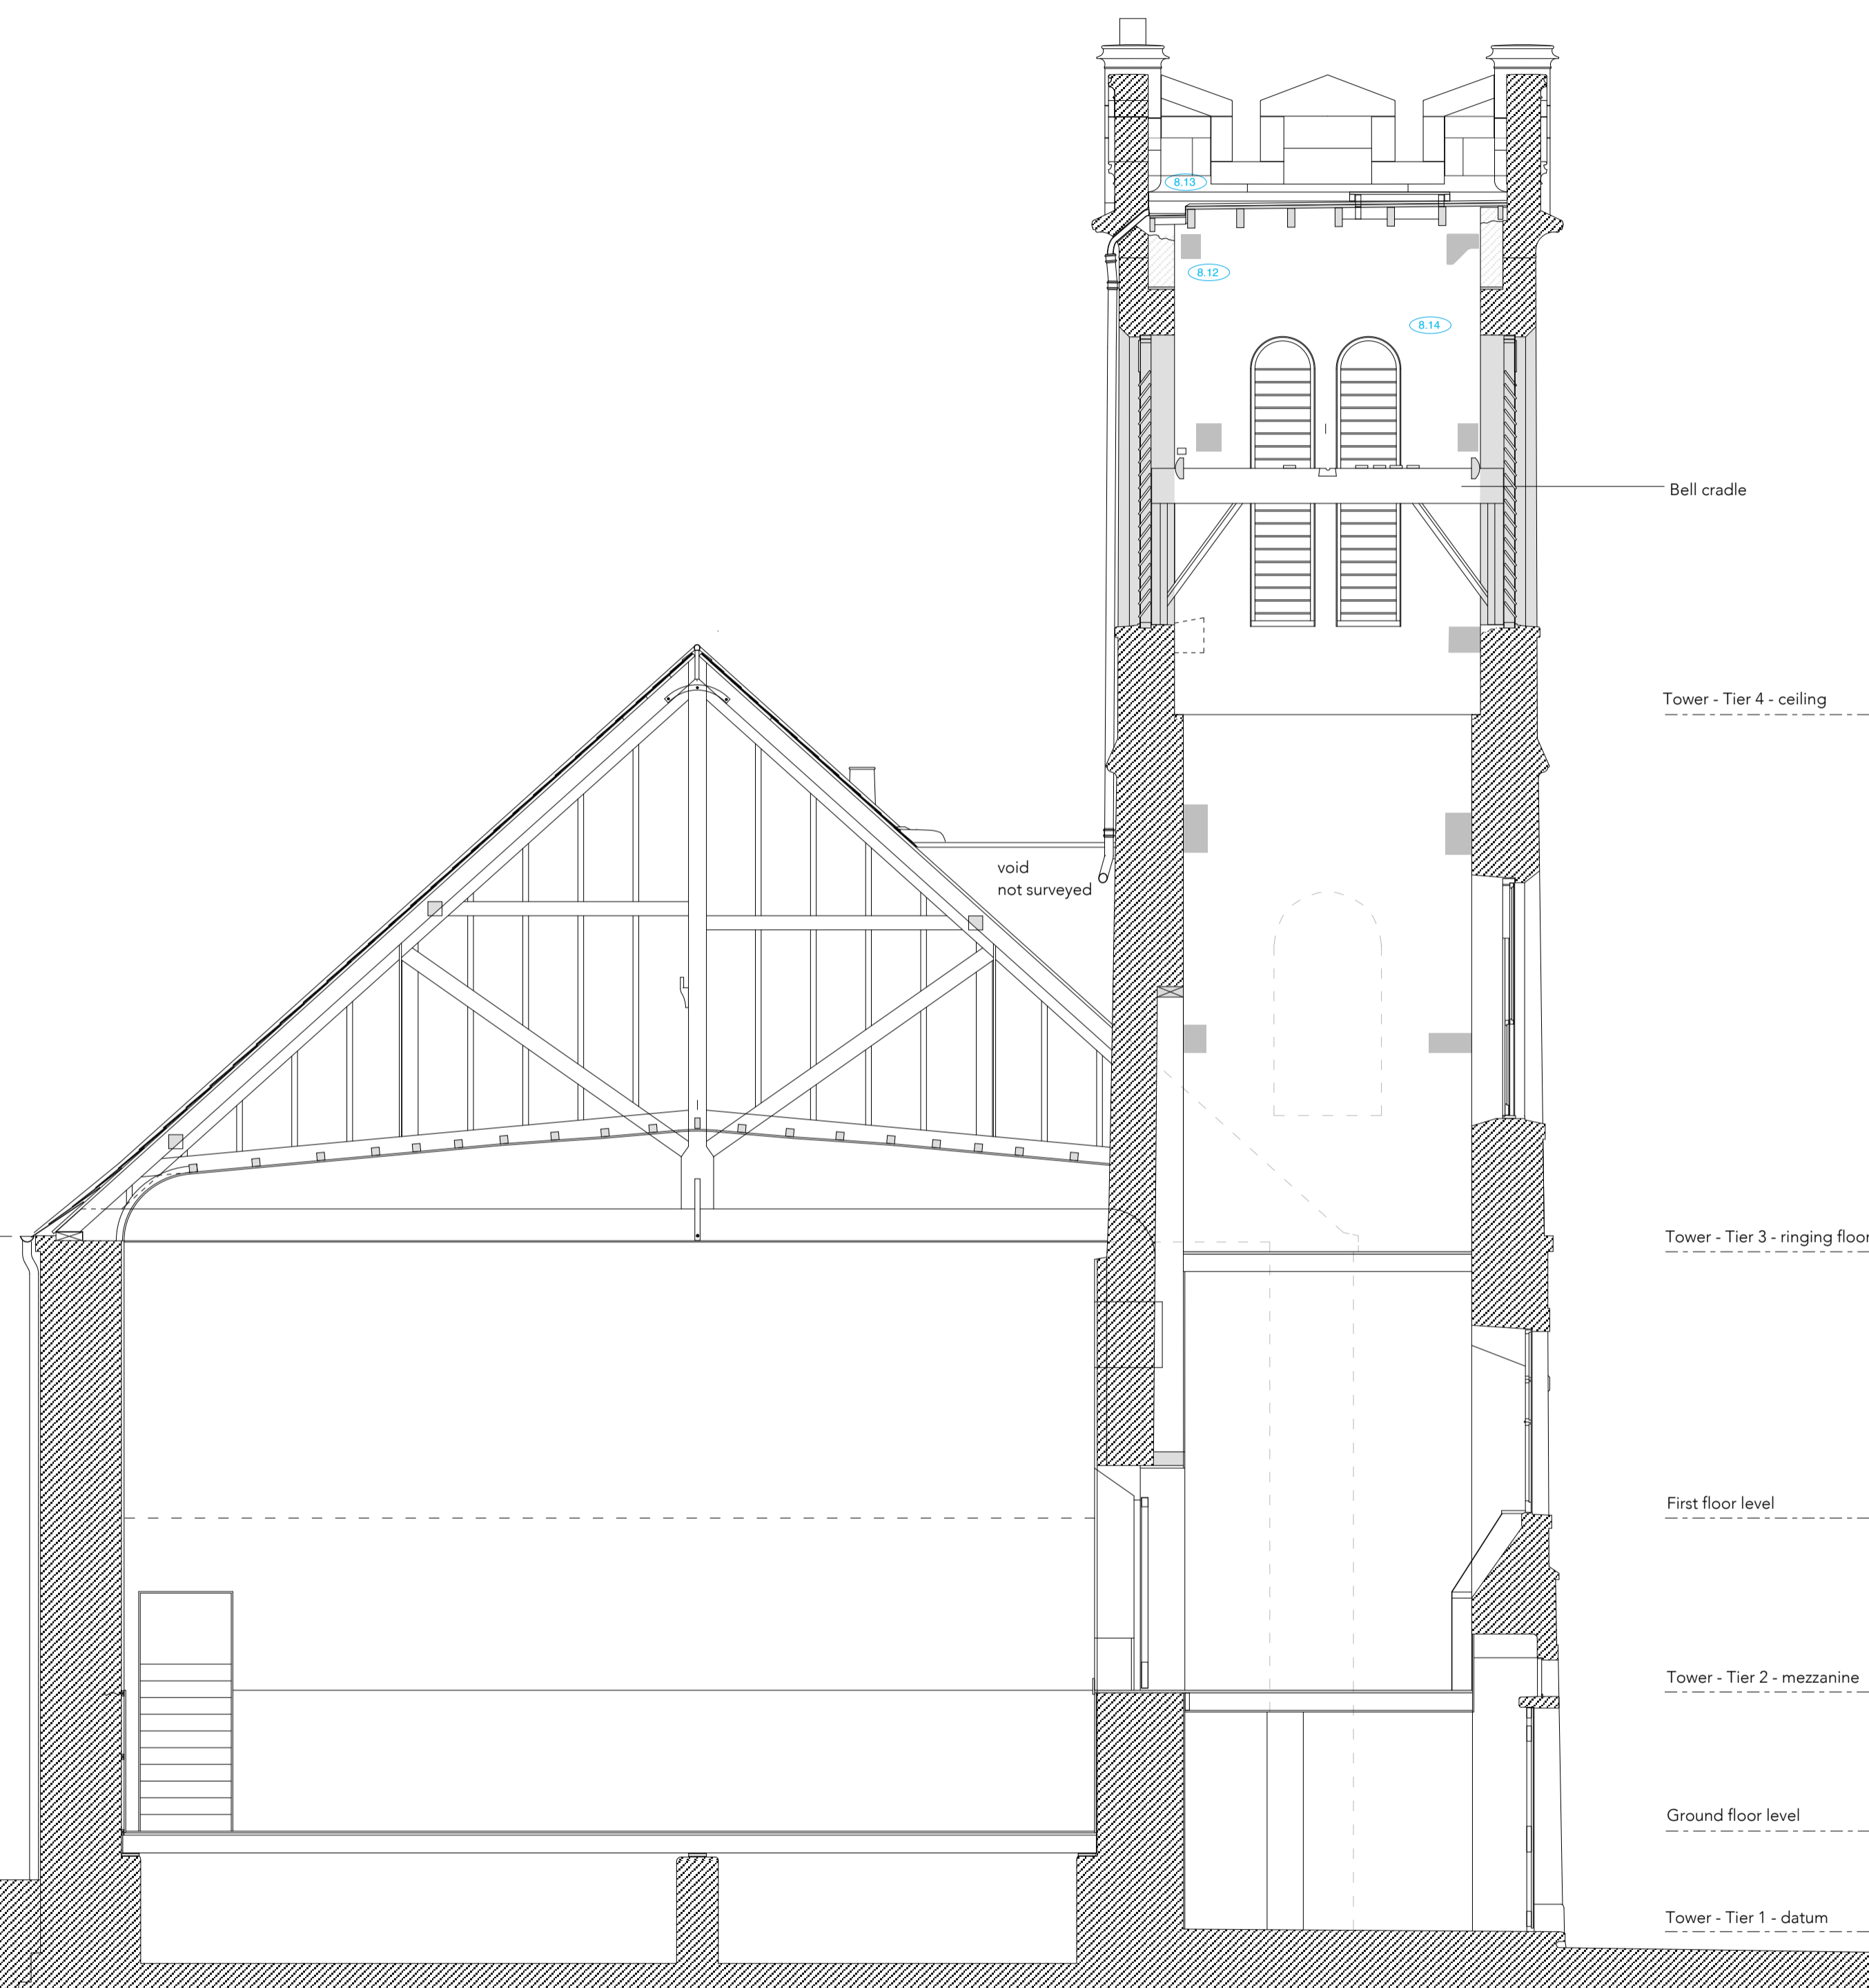 8.13
8.12
8.14
Bell cradle
Tower - Tier 4 - ceiling
void
not surveyed
Tower - Tier 3 - ringing floor
First floor level
Tower - Tier 2 - mezzanine
Ground floor level
Tower - Tier 1 - datum